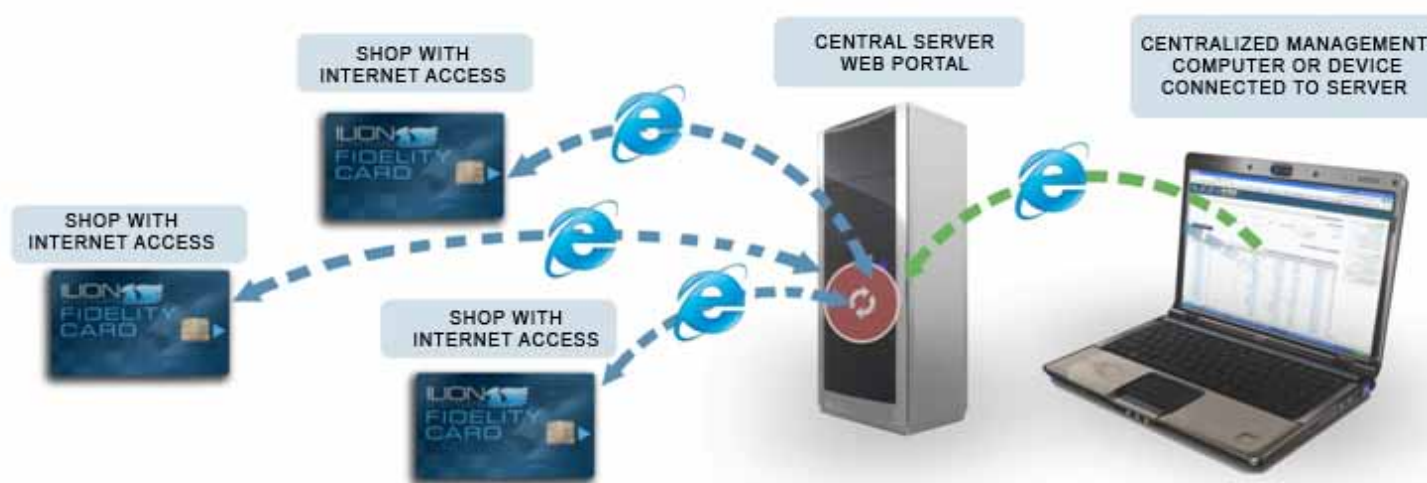 SHOP WITH
INTERNET ACCESS
ILION
FIDELITY
CARD
SHOP WITH
INTERNET ACCESS
ILION
FIDELITY
CARD
SHOP WITH
INTERNET ACCESS
ILION
FIDELITY
CARD
CENTRAL SERVER
WEB PORTAL
CENTRALIZED MANAGEMENT
COMPUTER OR DEVICE
CONNECTED TO SERVER